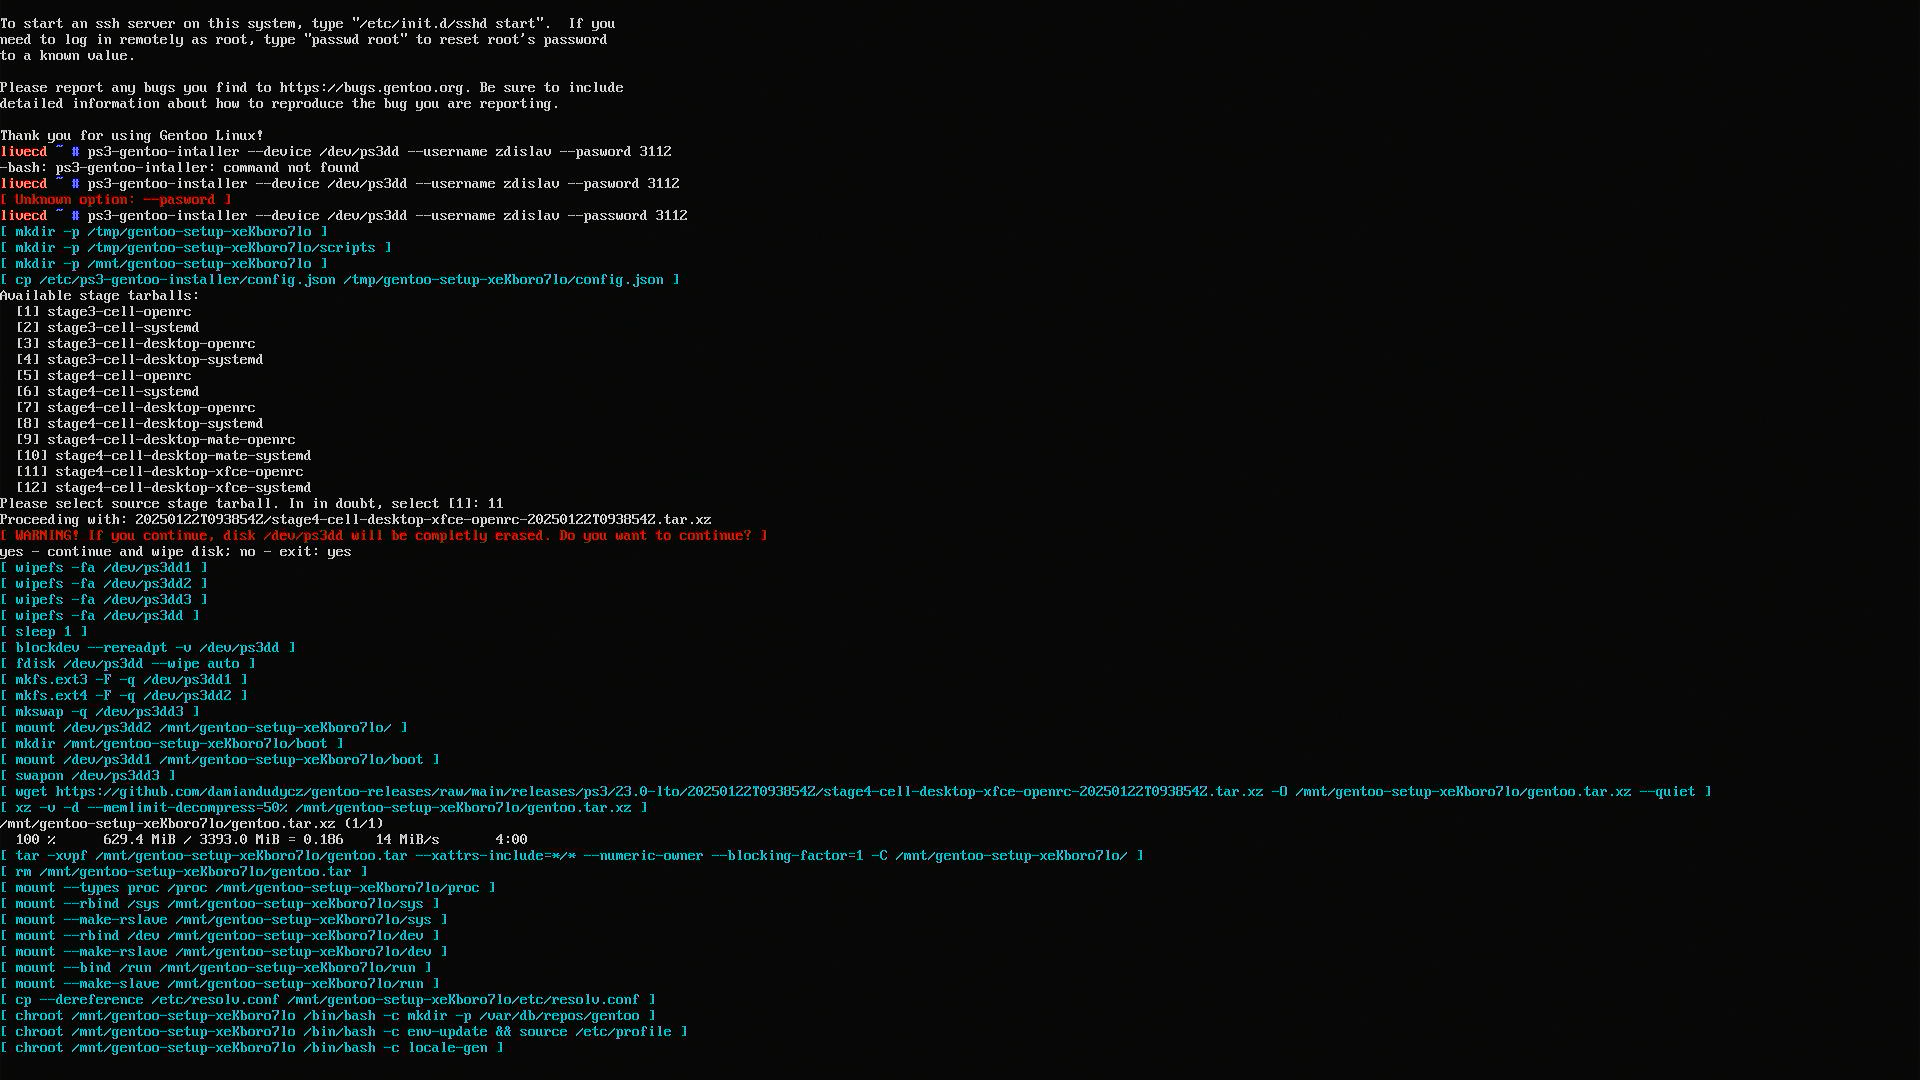 To start an ssh server on this system, type "/etc/init.d/sshd start".  If you
need to log in remotely as root, type "passwd root" to reset root's password
to a known value.

Please report any bugs you find to https://bugs.gentoo.org. Be sure to include
detailed information about how to reproduce the bug you are reporting.

Thank you for using Gentoo Linux!
livecd ~ # ps3-gentoo-intaller --device /dev/ps3dd --username zdislav --pasword 3112
-bash: ps3-gentoo-intaller: command not found
livecd ~ # ps3-gentoo-installer --device /dev/ps3dd --username zdislav --pasword 3112
[ Unknown option: --pasword ]
livecd ~ # ps3-gentoo-installer --device /dev/ps3dd --username zdislav --password 3112
[ mkdir -p /tmp/gentoo-setup-xeKboro7lo ]
[ mkdir -p /tmp/gentoo-setup-xeKboro7lo/scripts ]
[ mkdir -p /mnt/gentoo-setup-xeKboro7lo ]
[ cp /etc/ps3-gentoo-installer/config.json /tmp/gentoo-setup-xeKboro7lo/config.json ]
Available stage tarballs:
  [1] stage3-cell-openrc
  [2] stage3-cell-systemd
  [3] stage3-cell-desktop-openrc
  [4] stage3-cell-desktop-systemd
  [5] stage4-cell-openrc
  [6] stage4-cell-systemd
  [7] stage4-cell-desktop-openrc
  [8] stage4-cell-desktop-systemd
  [9] stage4-cell-desktop-mate-openrc
  [10] stage4-cell-desktop-mate-systemd
  [11] stage4-cell-desktop-xfce-openrc
  [12] stage4-cell-desktop-xfce-systemd
Please select source stage tarball. In in doubt, select [1]: 11
Proceeding with: 20250122T093854Z/stage4-cell-desktop-xfce-openrc-20250122T093854Z.tar.xz
[ WARNING! If you continue, disk /dev/ps3dd will be completly erased. Do you want to continue? ]
yes - continue and wipe disk; no - exit: yes
[ wipefs -fa /dev/ps3dd1 ]
[ wipefs -fa /dev/ps3dd2 ]
[ wipefs -fa /dev/ps3dd3 ]
[ wipefs -fa /dev/ps3dd ]
[ sleep 1 ]
[ blockdev --rereadpt -v /dev/ps3dd ]
[ fdisk /dev/ps3dd --wipe auto ]
[ mkfs.ext3 -F -q /dev/ps3dd1 ]
[ mkfs.ext4 -F -q /dev/ps3dd2 ]
[ mkswap -q /dev/ps3dd3 ]
[ mount /dev/ps3dd2 /mnt/gentoo-setup-xeKboro7lo/ ]
[ mkdir /mnt/gentoo-setup-xeKboro7lo/boot ]
[ mount /dev/ps3dd1 /mnt/gentoo-setup-xeKboro7lo/boot ]
[ swapon /dev/ps3dd3 ]
[ wget https://github.com/damiandudycz/gentoo-releases/raw/main/releases/ps3/23.0-lto/20250122T093854Z/stage4-cell-desktop-xfce-openrc-20250122T093854Z.tar.xz -O /mnt/gentoo-setup-xeKboro7lo/gentoo.tar.xz --quiet ]
[ xz -v -d --memlimit-decompress=50% /mnt/gentoo-setup-xeKboro7lo/gentoo.tar.xz ]
/mnt/gentoo-setup-xeKboro7lo/gentoo.tar.xz (1/1)
  100 %      629.4 MiB / 3393.0 MiB = 0.186    14 MiB/s       4:00
[ tar -xvpf /mnt/gentoo-setup-xeKboro7lo/gentoo.tar --xattrs-include=*/* --numeric-owner --blocking-factor=1 -C /mnt/gentoo-setup-xeKboro7lo/ ]
[ rm /mnt/gentoo-setup-xeKboro7lo/gentoo.tar ]
[ mount --types proc /proc /mnt/gentoo-setup-xeKboro7lo/proc ]
[ mount --rbind /sys /mnt/gentoo-setup-xeKboro7lo/sys ]
[ mount --make-rslave /mnt/gentoo-setup-xeKboro7lo/sys ]
[ mount --rbind /dev /mnt/gentoo-setup-xeKboro7lo/dev ]
[ mount --make-rslave /mnt/gentoo-setup-xeKboro7lo/dev ]
[ mount --bind /run /mnt/gentoo-setup-xeKboro7lo/run ]
[ mount --make-slave /mnt/gentoo-setup-xeKboro7lo/run ]
[ cp --dereference /etc/resolv.conf /mnt/gentoo-setup-xeKboro7lo/etc/resolv.conf ]
[ chroot /mnt/gentoo-setup-xeKboro7lo /bin/bash -c mkdir -p /var/db/repos/gentoo ]
[ chroot /mnt/gentoo-setup-xeKboro7lo /bin/bash -c env-update && source /etc/profile ]
[ chroot /mnt/gentoo-setup-xeKboro7lo /bin/bash -c locale-gen ]